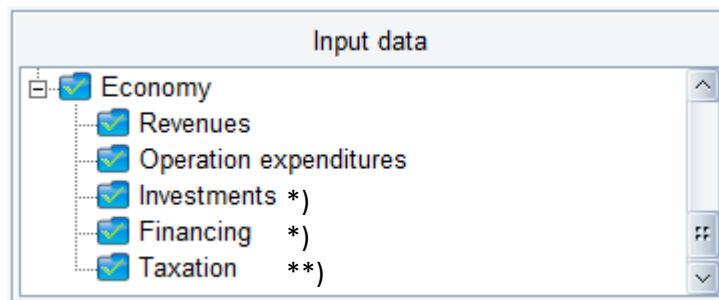 Input data
Economy
Revenues
Operation expenditures
Investments *)
Financing *)
Taxation **)